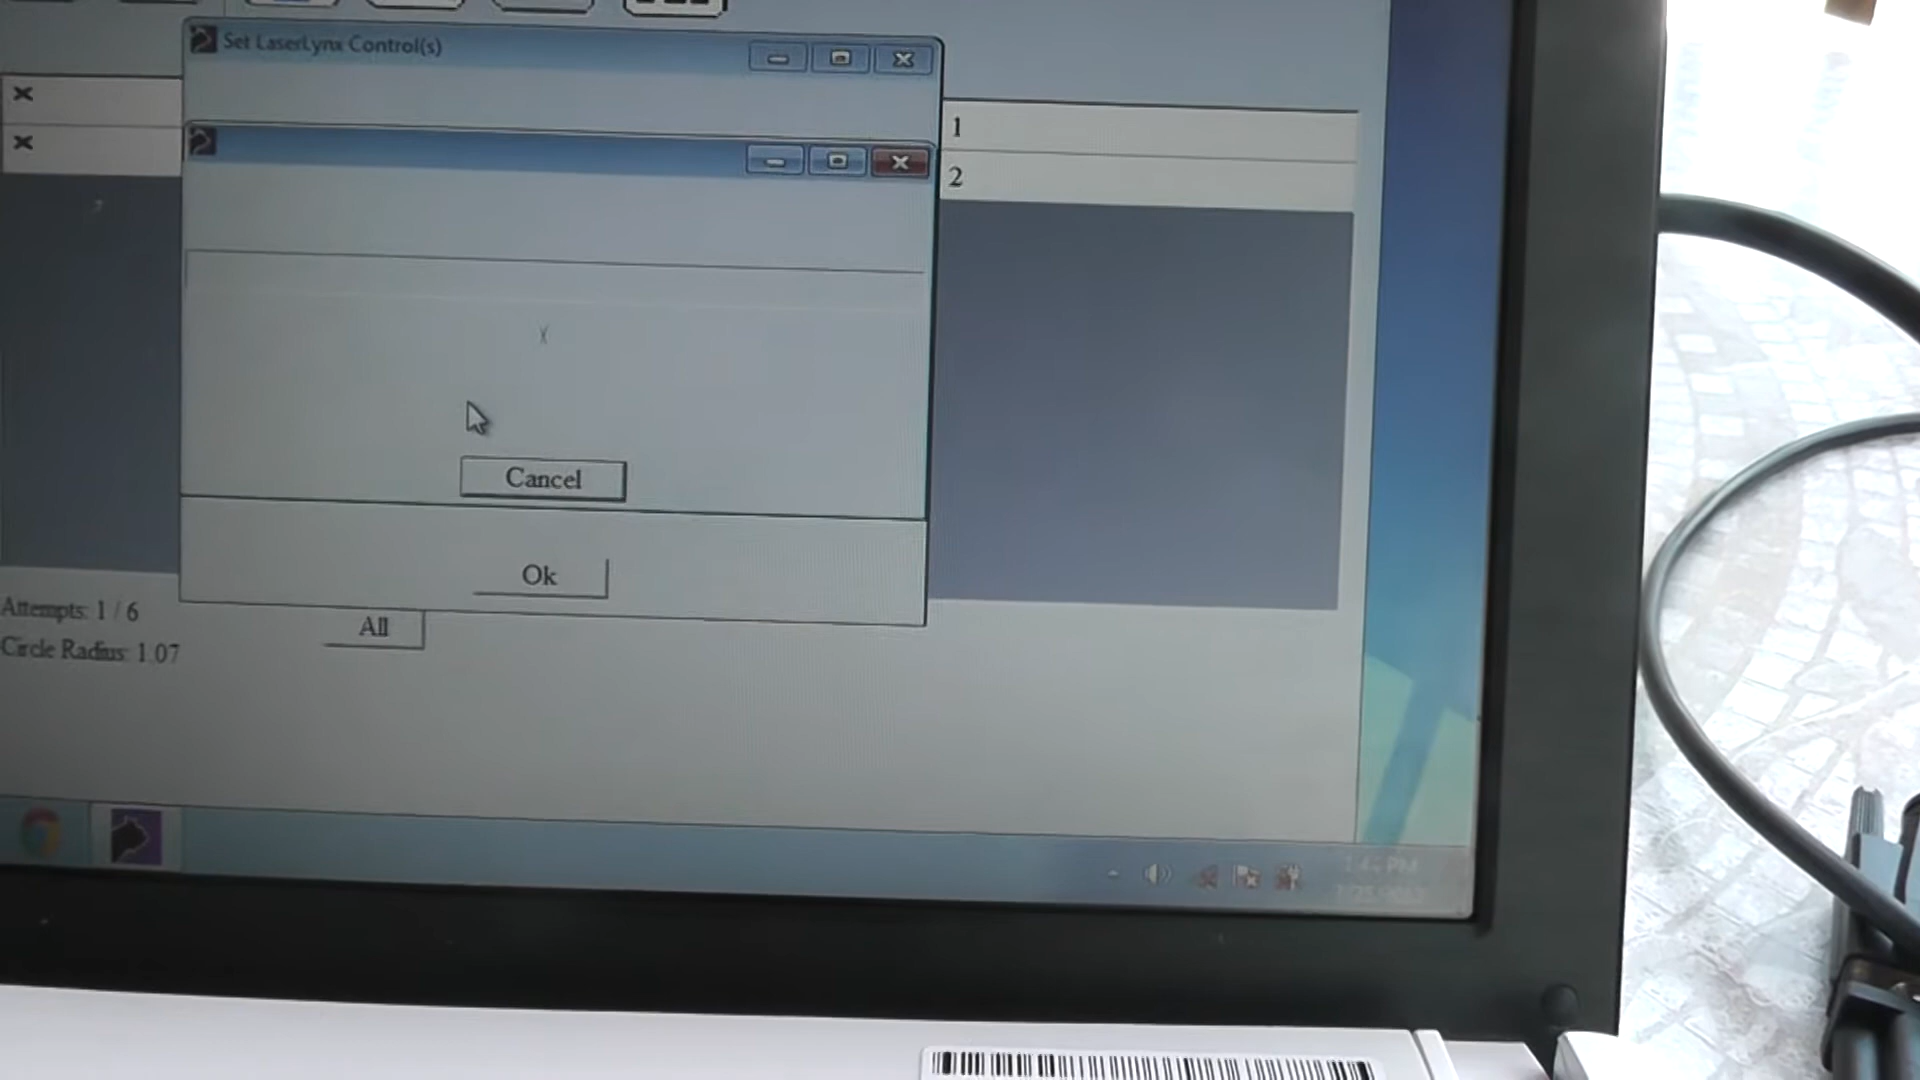 Set LaserLynx Control(s)
1
2
Cancel
Ok
All
Attempts: 1 / 6
Circle Radius: 1.07